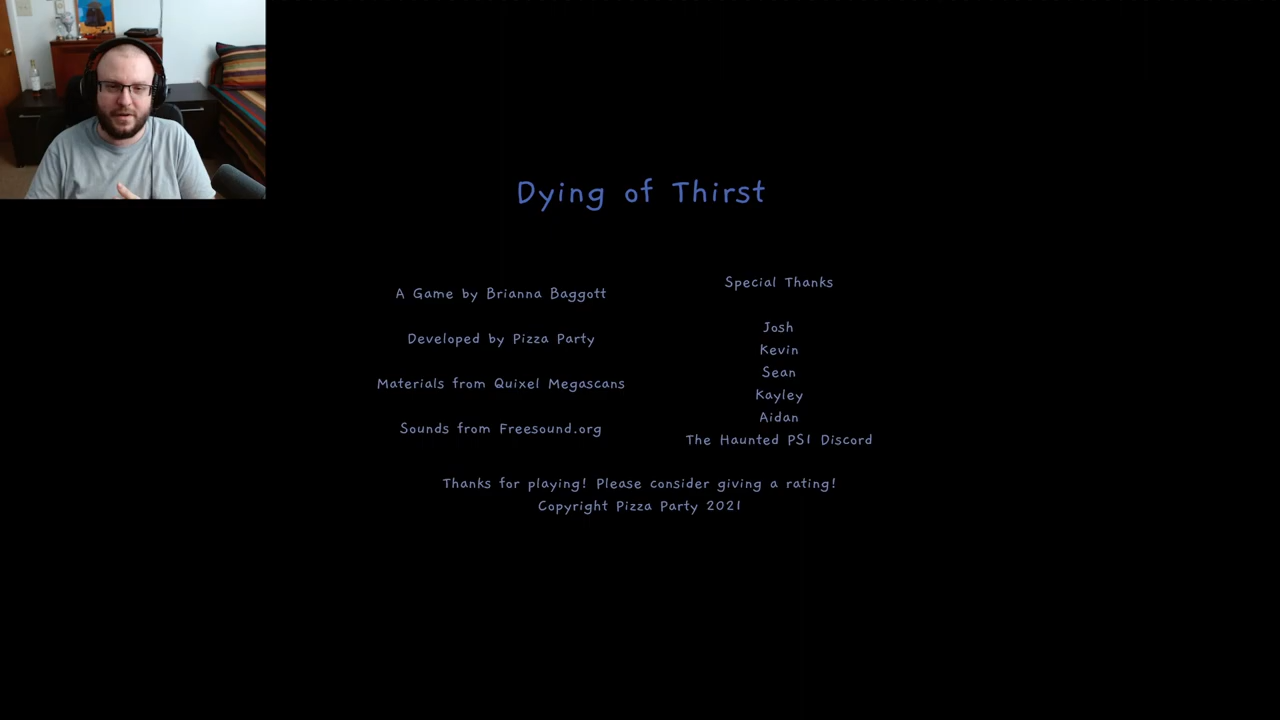 Dying of Thirst
A Game by Brianna Baggott
Developed by Pizza Party
Materials from Quixel Megascans
Sounds from Freesound.org
Special Thanks
Josh
Kevin
Sean
Kayley
Aidan
The Haunted PS1 Discord
Thanks for playing! Please consider giving a rating!
Copyright Pizza Party 2021